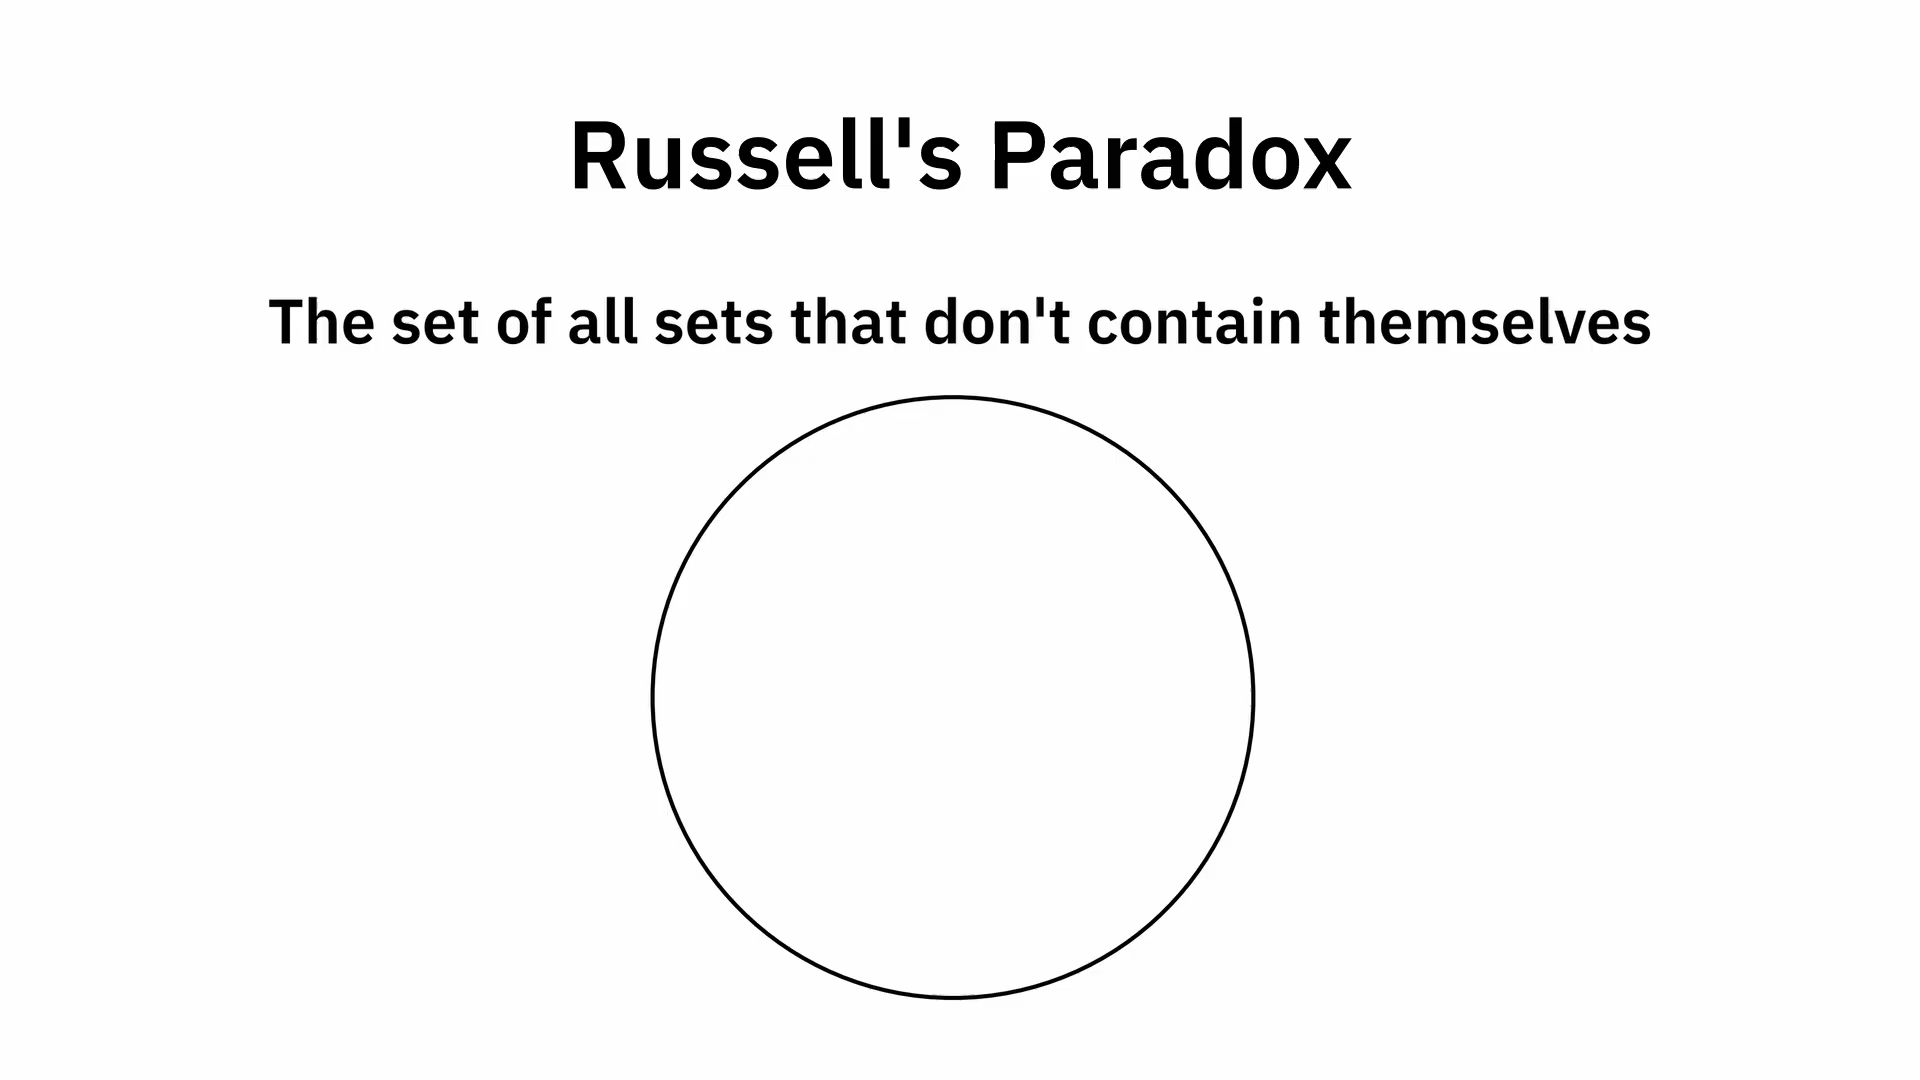 Russell's Paradox
The set of all sets that don't contain themselves